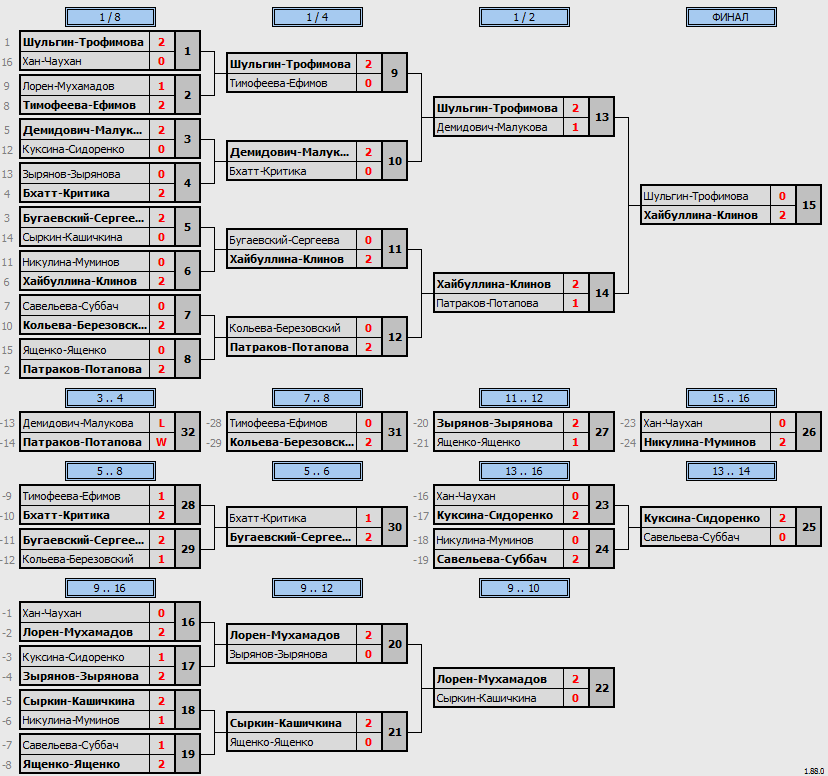 1 / 8 1 / 4 1 / 2 ФИНАЛ
1 Шульгин-Трофимова 2 1
16 Хан-Чаухан 0
9 Лорен-Мухамадов 1 2
8 Тимофеева-Ефимов 2
5 Демидович-Малук... 2 3
12 Куксина-Сидоренко 0
13 Зырянов-Зырянова 0 4
4 Бхатт-Критика 2
3 Бугаевский-Сергее... 2 5
14 Сыркин-Кашичкина 0
11 Никулина-Муминов 0 6
6 Хайбуллина-Клинов 2
7 Савельева-Суббач 0 7
10 Кольева-Березовск... 2
15 Ященко-Ященко 0 8
2 Патраков-Потапова 2
Шульгин-Трофимова 2 9
Тимофеева-Ефимов 0
Демидович-Малук... 2 10
Бхатт-Критика 0
Бугаевский-Сергеева 0 11
Хайбуллина-Клинов 2
Кольева-Березовский 0 12
Патраков-Потапова 2
Шульгин-Трофимова 2 13
Демидович-Малукова 1
Хайбуллина-Клинов 2 14
Патраков-Потапова 1
Шульгин-Трофимова 0 15
Хайбуллина-Клинов 2
3 .. 4 7 .. 8 11 .. 12 15 .. 16
-13 Демидович-Малукова L 32
-14 Патраков-Потапова W
-28 Тимофеева-Ефимов 0 31
-29 Кольева-Березовск... 2
-20 Зырянов-Зырянова 2 27
-21 Ященко-Ященко 1
-23 Хан-Чаухан 0 26
-24 Никулина-Муминов 2
5 .. 8 5 .. 6 13 .. 16 13 .. 14
-9 Тимофеева-Ефимов 1 28
-10 Бхатт-Критика 2
-11 Бугаевский-Сергее... 2 29
-12 Кольева-Березовский 1
Бхатт-Критика 1 30
Бугаевский-Сергее... 2
-16 Хан-Чаухан 0 23
-17 Куксина-Сидоренко 2
-18 Никулина-Муминов 0 24
-19 Савельева-Суббач 2
Куксина-Сидоренко 2 25
Савельева-Суббач 0
9 .. 16 9 .. 12 9 .. 10
-1 Хан-Чаухан 0 16
-2 Лорен-Мухамадов 2
-3 Куксина-Сидоренко 1 17
-4 Зырянов-Зырянова 2
-5 Сыркин-Кашичкина 2 18
-6 Никулина-Муминов 1
-7 Савельева-Суббач 1 19
-8 Ященко-Ященко 2
Лорен-Мухамадов 2 20
Зырянов-Зырянова 0
Сыркин-Кашичкина 2 21
Ященко-Ященко 0
Лорен-Мухамадов 2 22
Сыркин-Кашичкина 0
1.88.0